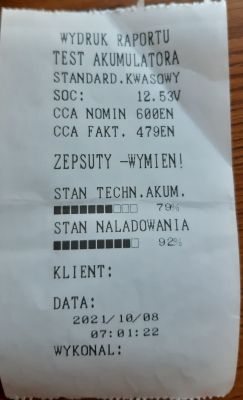 WYDRUK RAPORTU
TEST AKUMULATORA
STANDARD.KWASOWY
SOC: 12.53V
CCA NOMIN 600EN
CCA FAKT. 479EN
ZEPSUTY -WYMIEN!
STAN TECHN.AKUM.
79%
STAN NALADOWANIA
92%
KLIENT:
DATA:
2021/10/08
07:01:22
WYKONAL: